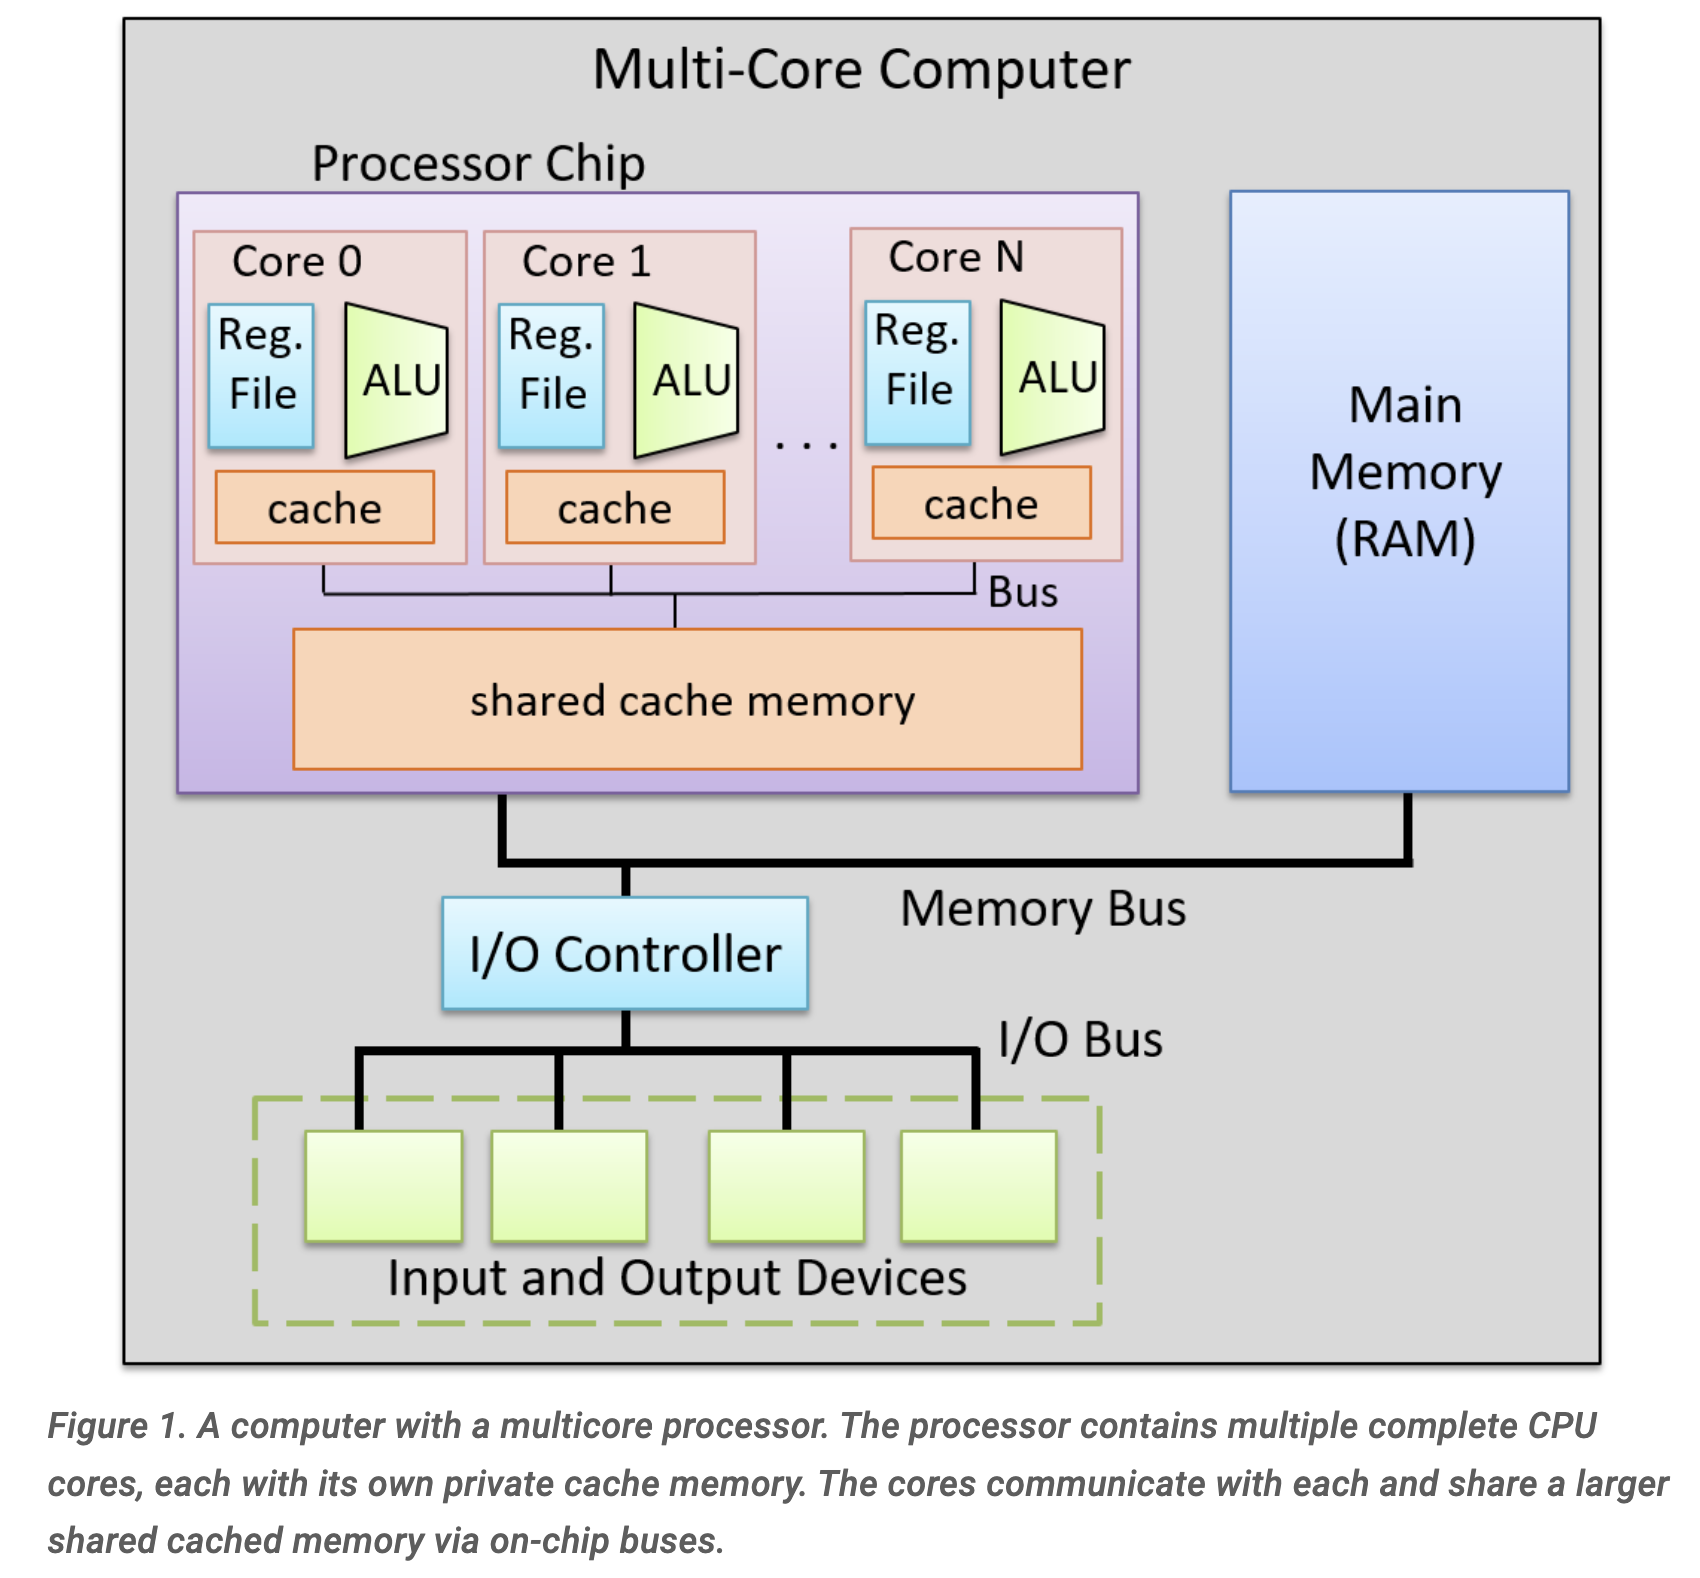 Multi-Core Computer
Processor Chip
Core 0
Reg.
File
ALU
cache
Core 1
Reg.
File
ALU
cache
. . .
Core N
Reg.
File
ALU
cache
Bus
shared cache memory
Main
Memory
(RAM)
Memory Bus
I/O Controller
I/O Bus
Input and Output Devices
Figure 1. A computer with a multicore processor. The processor contains multiple complete CPU
cores, each with its own private cache memory. The cores communicate with each and share a larger
shared cached memory via on-chip buses.